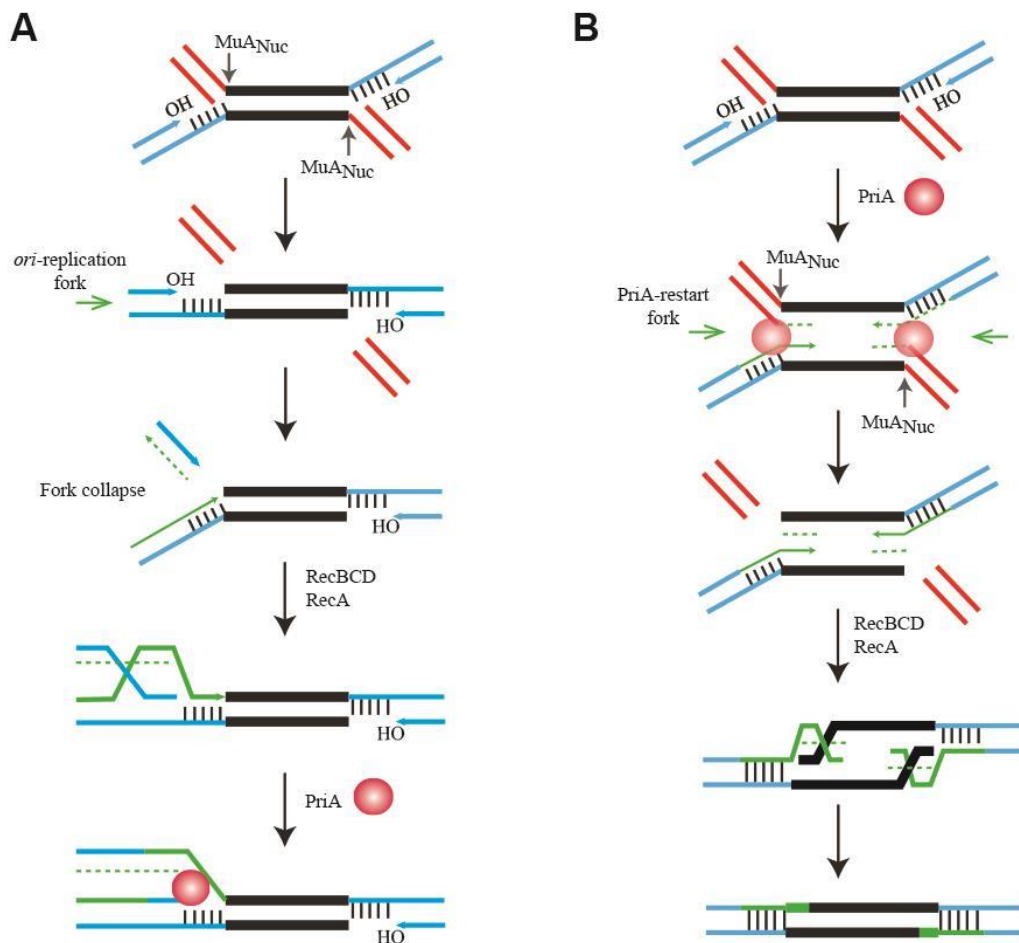 A
MuANuc
OH
HO
MuANuc
ori-replication
fork
OH
HO
Fork collapse
HO
RecBCD
RecA
HO
PriA
HO
B
OH
HO
PriA
MuANuc
PriA-restart
fork
MuANuc
RecBCD
RecA